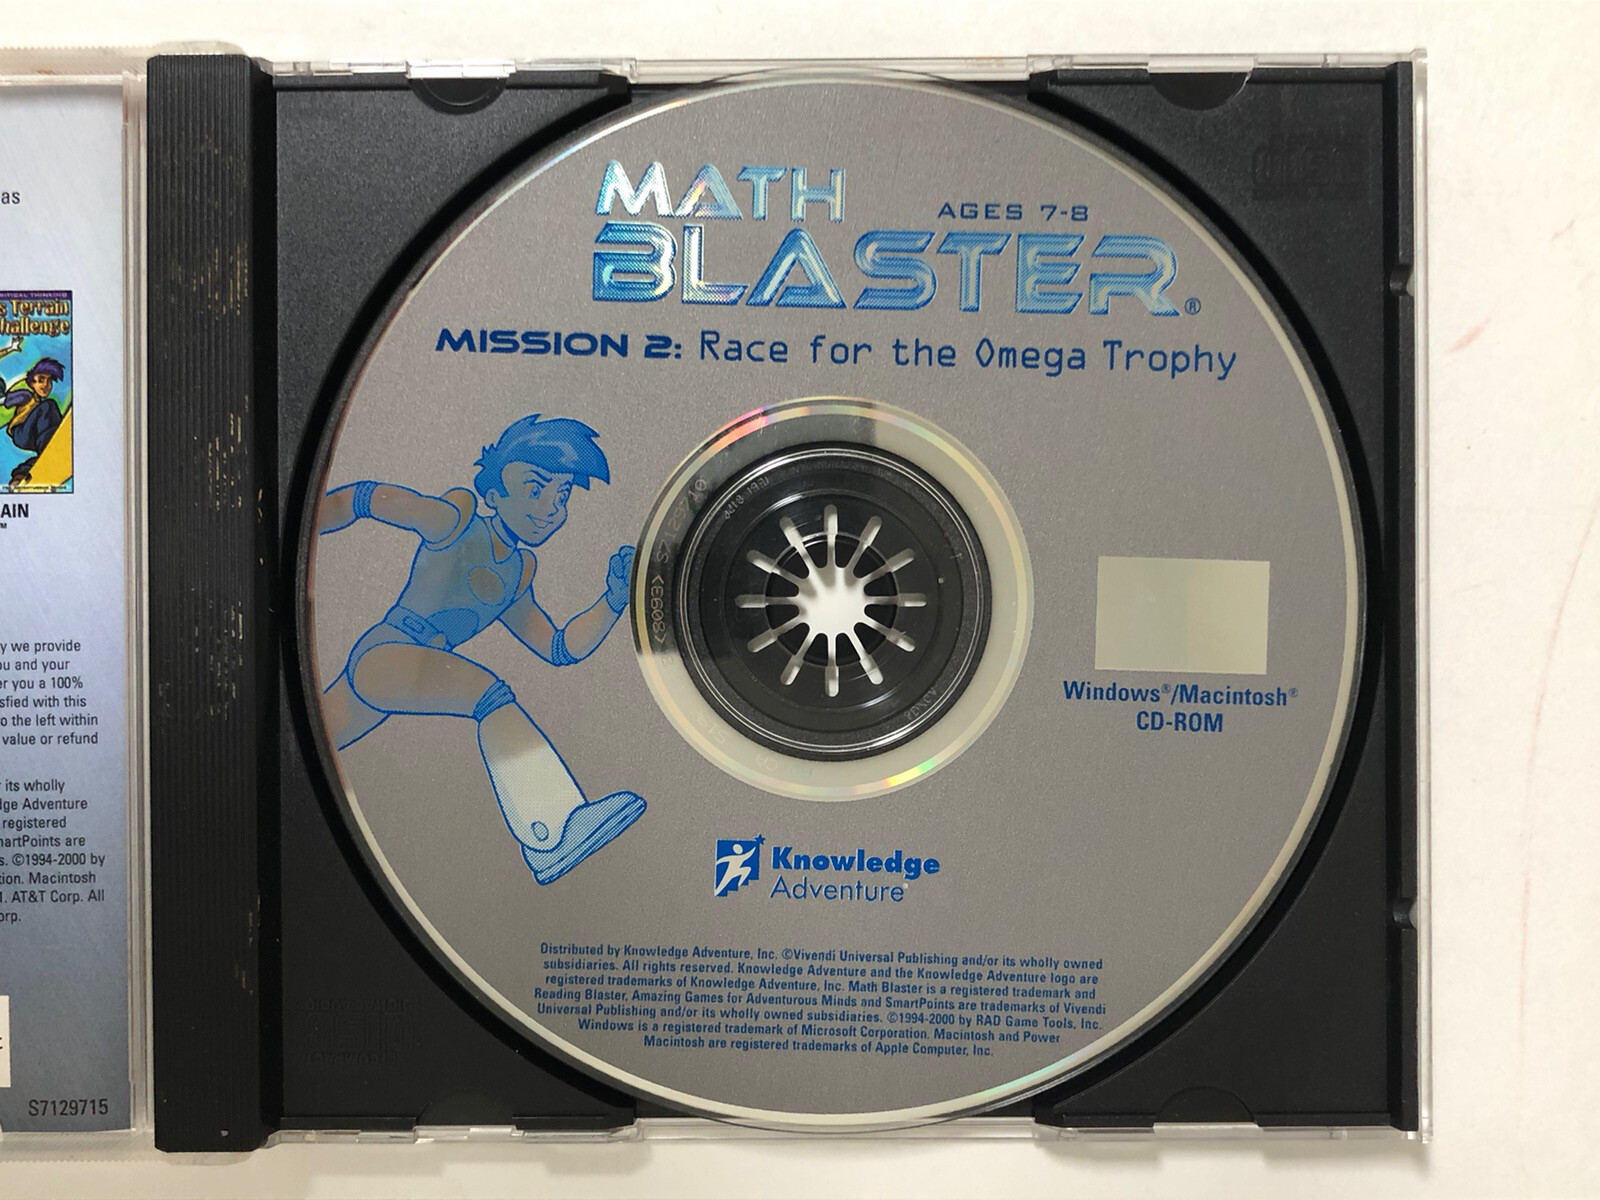 as
s Terrain
hallenge
AIN
™
y we provide
ou and your
er you a 100%
sfied with this
o the left within
value or refund
its wholly
dge Adventure
registered
martPoints are
s. ©1994-2000 by
tion. Macintosh
1. AT&T Corp. All
orp.
S7129715
MATH
AGES 7-8
BLASTER®
MISSION 2: Race for the Omega Trophy
Windows®/Macintosh®
CD-ROM
Knowledge
Adventure®
Distributed by Knowledge Adventure, Inc. ©Vivendi Universal Publishing and/or its wholly owned
subsidiaries. All rights reserved. Knowledge Adventure and the Knowledge Adventure logo are
registered trademarks of Knowledge Adventure, Inc. Math Blaster is a registered trademark and
Reading Blaster, Amazing Games for Adventurous Minds and SmartPoints are trademarks of Vivendi
Universal Publishing and/or its wholly owned subsidiaries. ©1994-2000 by RAD Game Tools, Inc.
Windows is a registered trademark of Microsoft Corporation. Macintosh and Power
Macintosh are registered trademarks of Apple Computer, Inc.